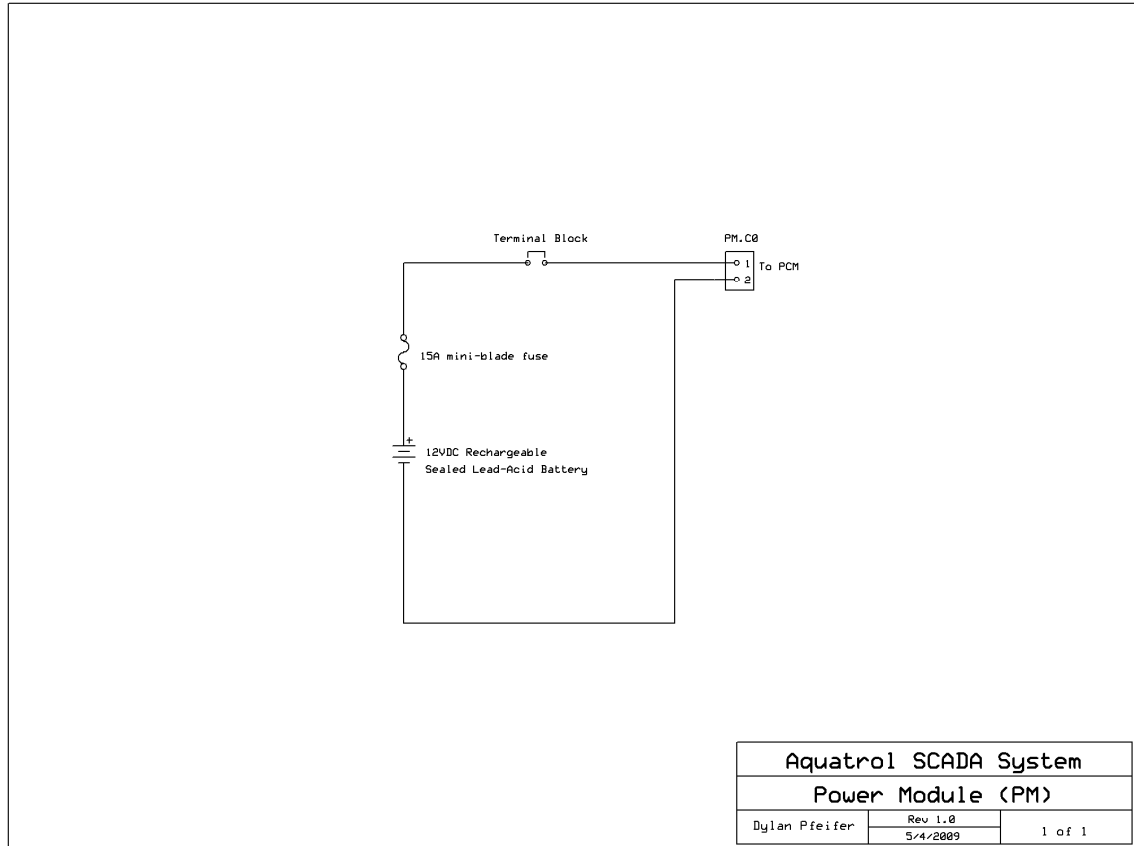 Terminal Block
PM.C0
1
To PCM
2
15A mini-blade fuse
+
12VDC Rechargeable
Sealed Lead-Acid Battery
Aquatrol SCADA System
Power Module (PM)
Dylan Pfeifer
Rev 1.0
5/4/2009
1 of 1